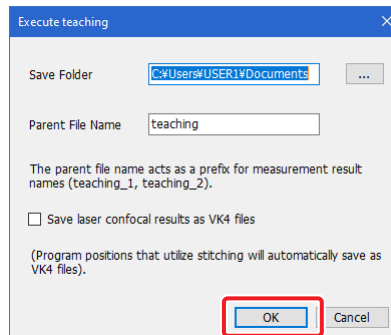 Execute teaching
Save Folder C:¥Users¥USER1¥Documents ...
Parent File Name teaching
The parent file name acts as a prefix for measurement result
names (teaching_1, teaching_2).
Save laser confocal results as VK4 files
(Program positions that utilize stitching will automatically save as
VK4 files).
OK Cancel